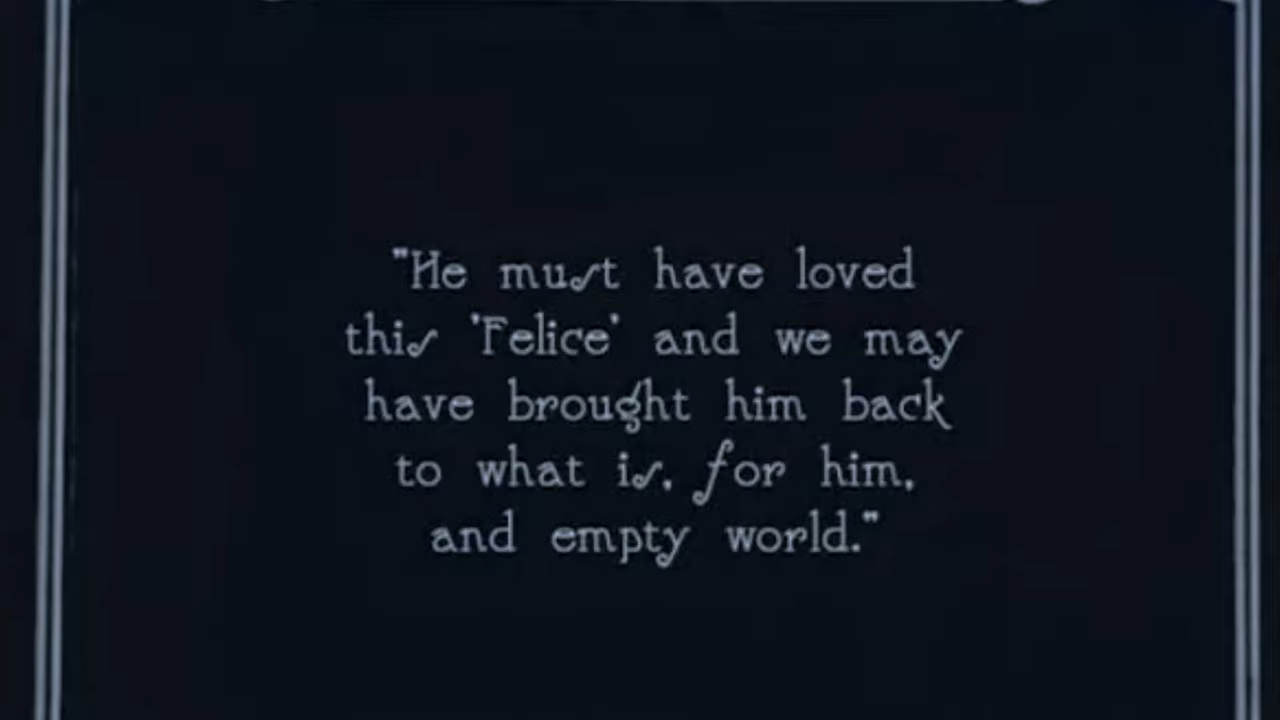 "He must have loved
this 'Felice' and we may
have brought him back
to what is, for him,
and empty world."